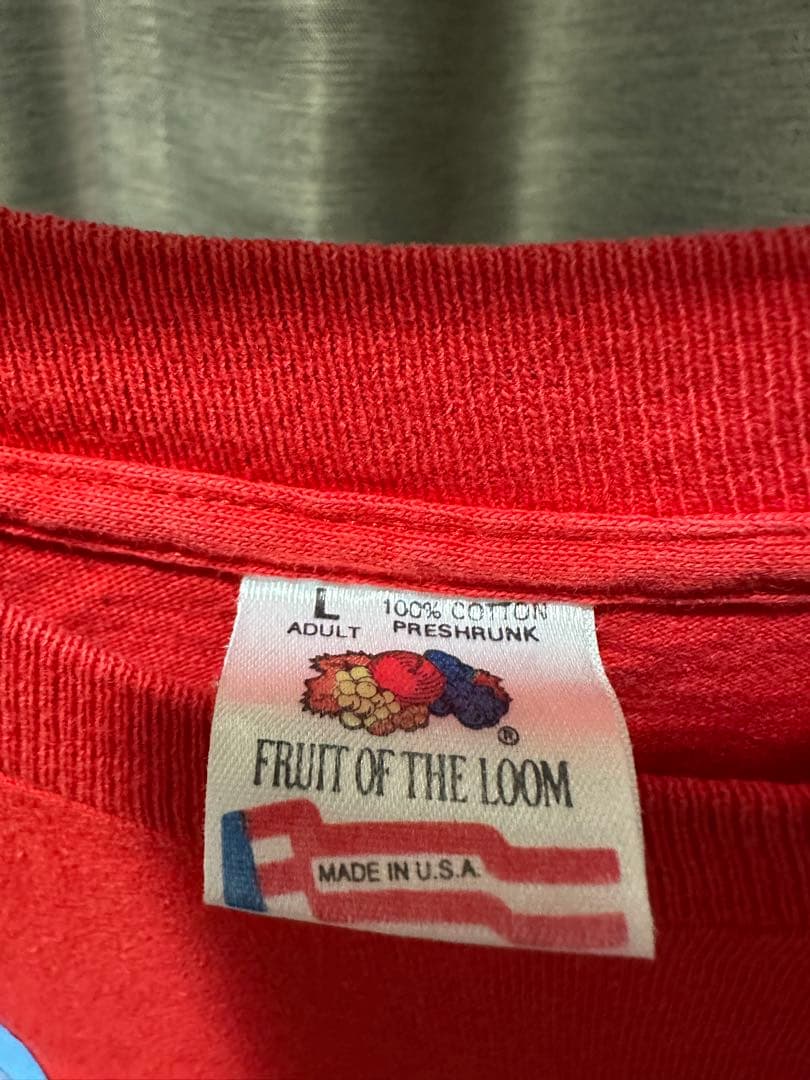 L 100% COTTON
ADULT PRESHRUNK
®
FRUIT OF THE LOOM
MADE IN U.S.A.